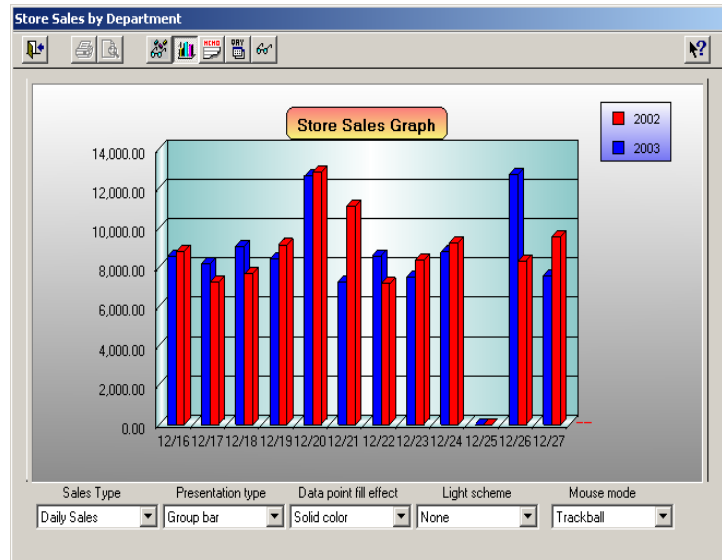 Store Sales by Department
MEMO
DAY
Store Sales Graph
2002
2003
14,000.00
12,000.00
10,000.00
8,000.00
6,000.00
4,000.00
2,000.00
0.00
12/16 12/17 12/18 12/19 12/20 12/21 12/22 12/23 12/24 12/25 12/26 12/27
Sales Type Presentation type Data point fill effect Light scheme Mouse mode
Daily Sales Group bar Solid color None Trackball